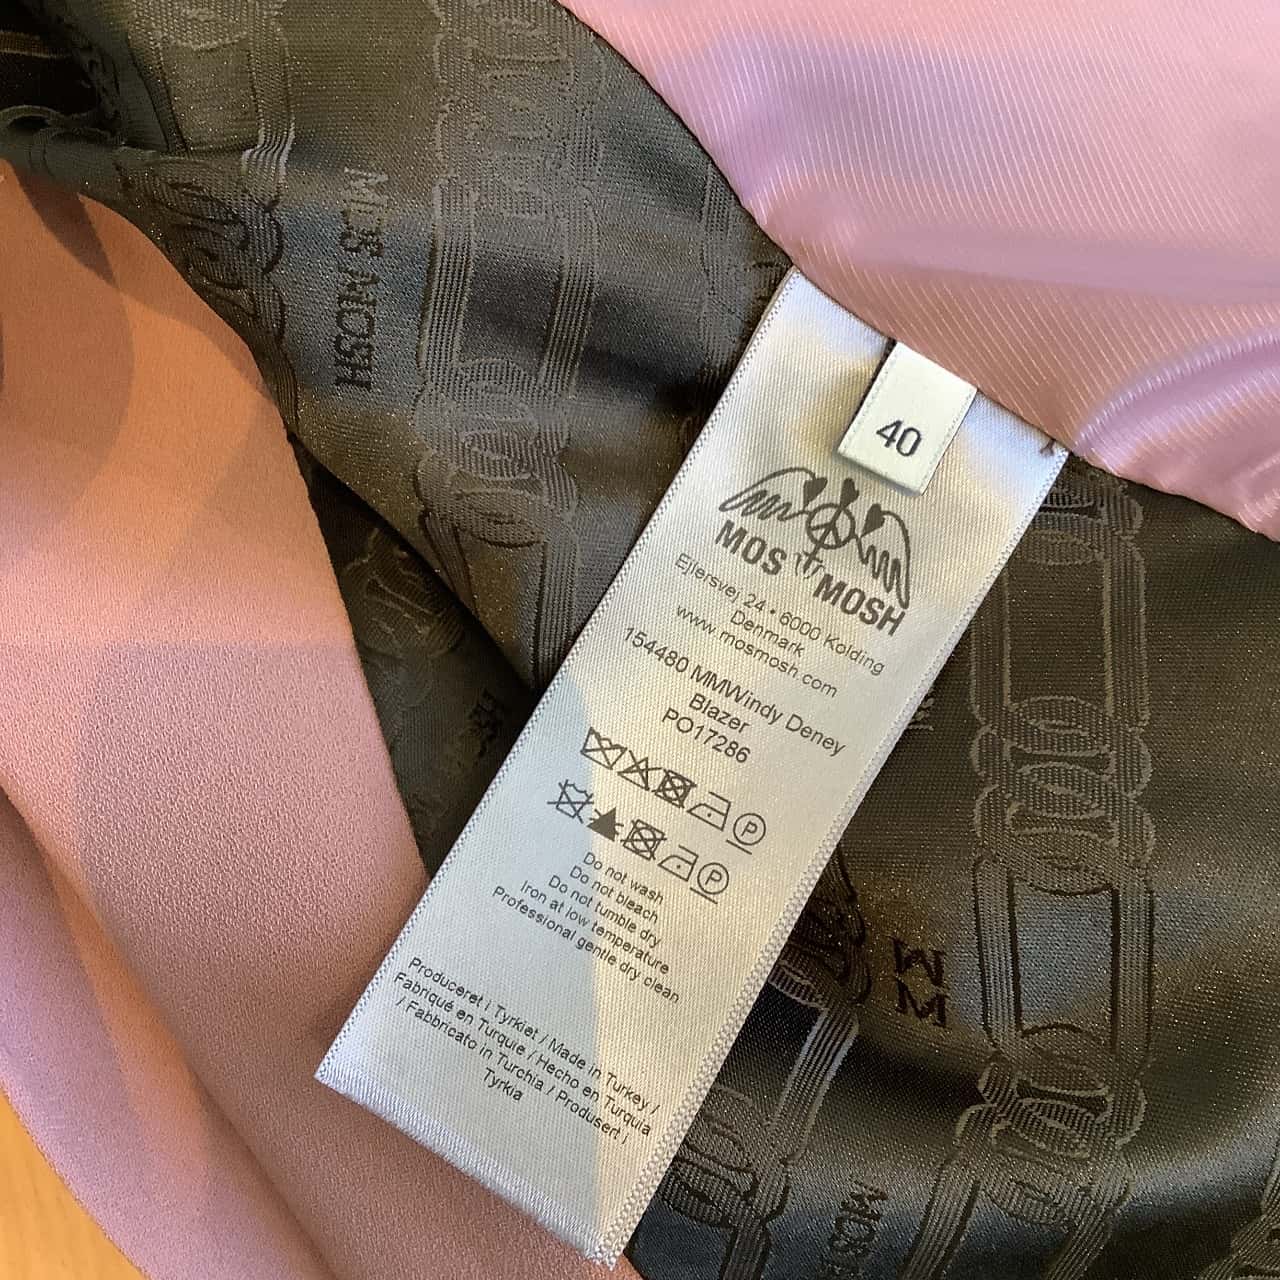 MOS MOSH
40
MOS MOSH
Ejlersvej 24 • 6000 Kolding
Denmark
www.mosmosh.com
154480 MMWindy Deney
Blazer
PO17286
P
P
Do not wash
Do not bleach
Do not tumble dry
Iron at low temperature
Professional gentle dry clean
Produceret i Tyrkiet / Made in Turkey /
Fabriqué en Turquie / Hecho en Turquia
/ Fabbricato in Turchia / Produsert i
Tyrkia
MM
MOS